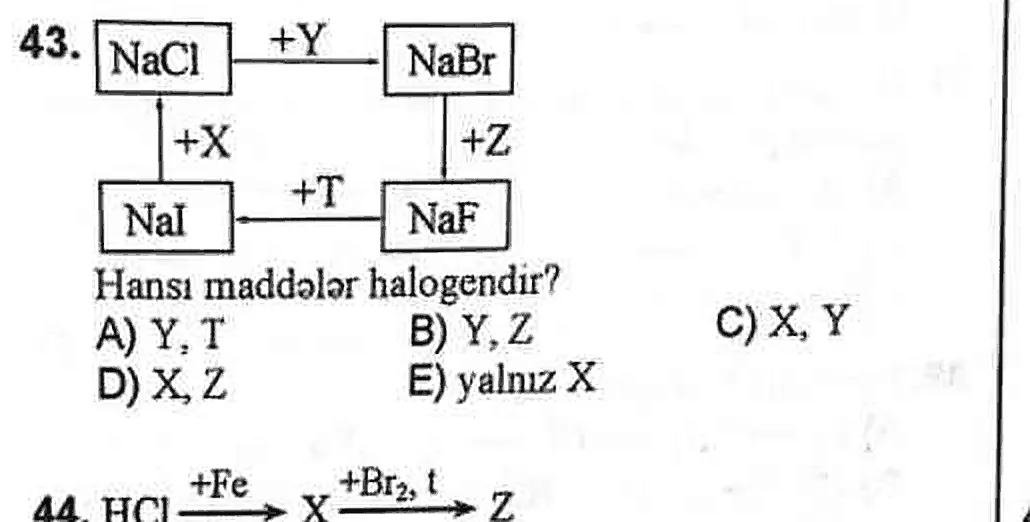 43. NaCl +Y NaBr
+X +Z
NaI +T NaF
Hansı maddələr halogendir?
A) Y, T B) Y, Z C) X, Y
D) X, Z E) yalnız X
44. HCl +Fe X +Br₂, t Z